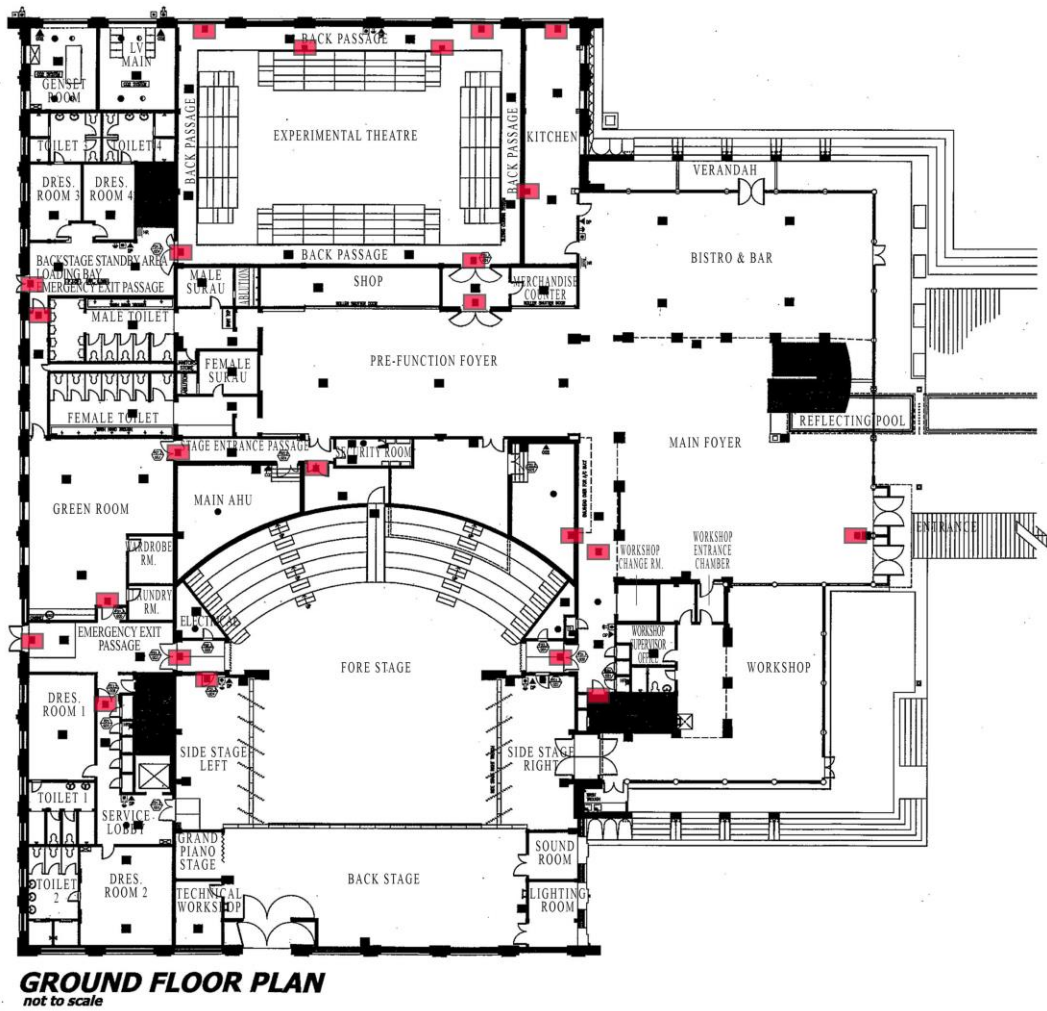 BACK PASSAGE
LV
MAIN
GENSET
ROOM
EXPERIMENTAL THEATRE
BACK PASSAGE
BACK PASSAGE
KITCHEN
TOILET 3
TOILET 4
VERANDAH
DRES.
ROOM 3
DRES.
ROOM 4
BACK PASSAGE
BISTRO & BAR
BACKSTAGE STANDBY AREA
LOADING BAY
EMERGENCY EXIT PASSAGE
MALE
SURAU
ABLUTION
SHOP
MERCHANDISE
COUNTER
MALE TOILET
PRE-FUNCTION FOYER
FEMALE
SURAU
FEMALE TOILET
REFLECTING POOL
STAGE ENTRANCE PASSAGE
SECURITY ROOM
MAIN FOYER
MAIN AHU
GREEN ROOM
ENTRANCE
WARDROBE
RM.
WORKSHOP
CHANGE RM.
WORKSHOP
ENTRANCE
CHAMBER
LAUNDRY
RM.
ELECTRICAL
EMERGENCY EXIT
PASSAGE
WORKSHOP
SUPERVISOR
OFFICE
FORE STAGE
WORKSHOP
DRES.
ROOM 1
SIDE STAGE
LEFT
SIDE STAGE
RIGHT
TOILET 1
SERVICE
LOBBY
GRAND
PIANO
STAGE
SOUND
ROOM
TOILET
2
DRES.
ROOM 2
BACK STAGE
TECHNICAL
WORKSHOP
LIGHTING
ROOM
GROUND FLOOR PLAN
not to scale